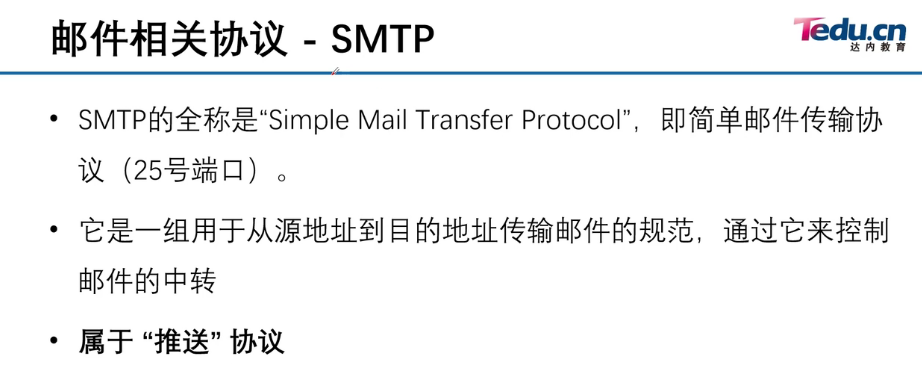 邮件相关协议 - SMTP
Tedu.cn
达内教育
• SMTP的全称是“Simple Mail Transfer Protocol”，即简单邮件传输协
议（25号端口）。
• 它是一组用于从源地址到目的地址传输邮件的规范，通过它来控制
邮件的中转
• 属于 “推送” 协议